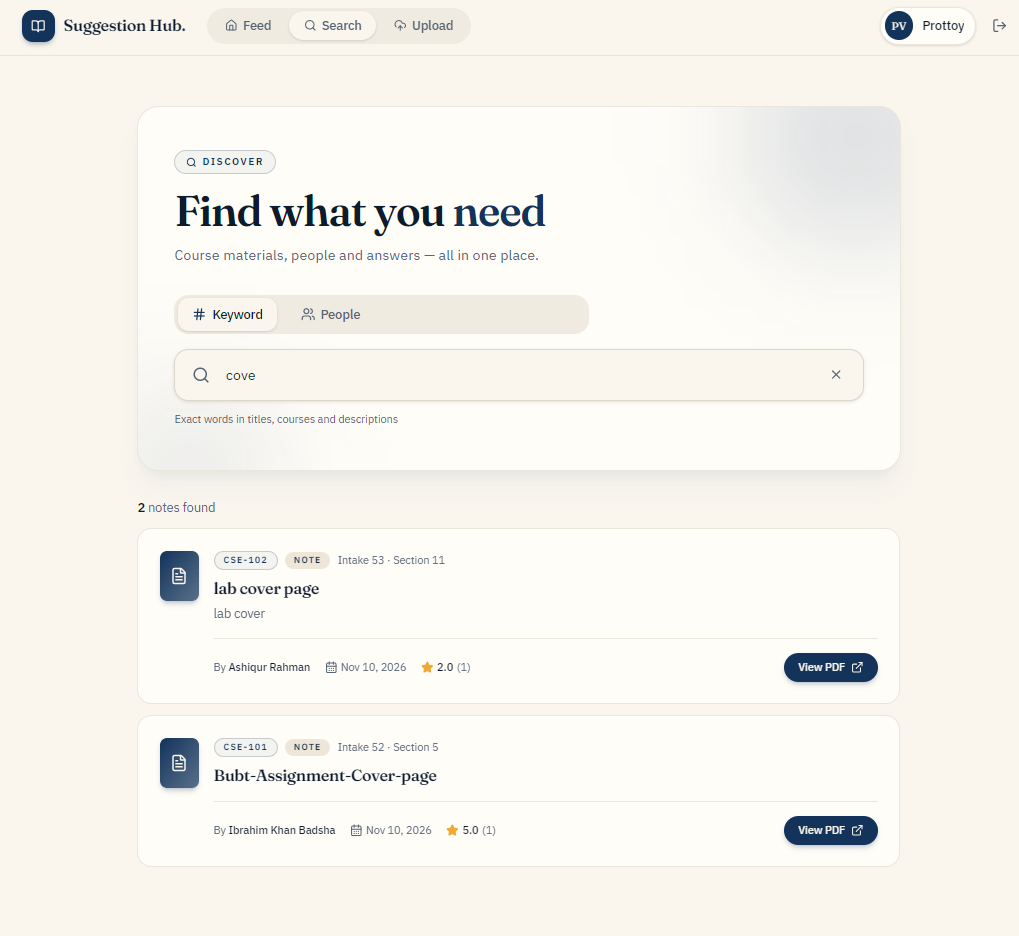 Suggestion Hub. Feed Search Upload PV Prottoy
DISCOVER
Find what you need
Course materials, people and answers — all in one place.
Keyword People
cove
Exact words in titles, courses and descriptions
2 notes found
CSE-102 NOTE Intake 53 · Section 11
lab cover page
lab cover
By Ashiqur Rahman Nov 10, 2026 2.0 (1) View PDF
CSE-101 NOTE Intake 52 · Section 5
Bubt-Assignment-Cover-page
By Ibrahim Khan Badsha Nov 10, 2026 5.0 (1) View PDF